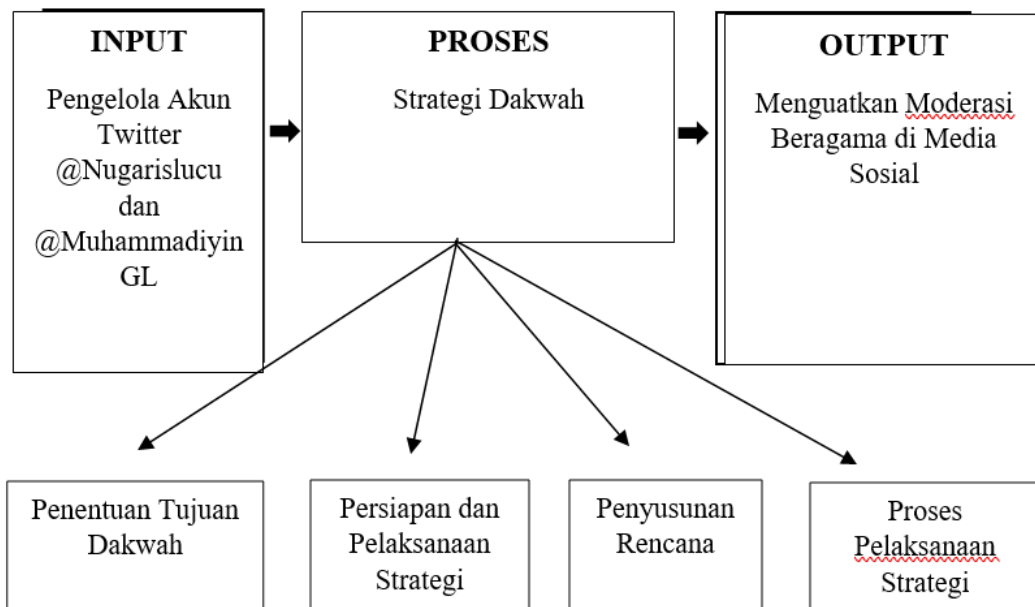 INPUT
Pengelola Akun
Twitter
@Nugarislucu
dan
@Muhammadiyin
GL
PROSES
Strategi Dakwah
OUTPUT
Menguatkan Moderasi
Beragama di Media
Sosial
Penentuan Tujuan
Dakwah
Persiapan dan
Pelaksanaan
Strategi
Penyusunan
Rencana
Proses
Pelaksanaan
Strategi